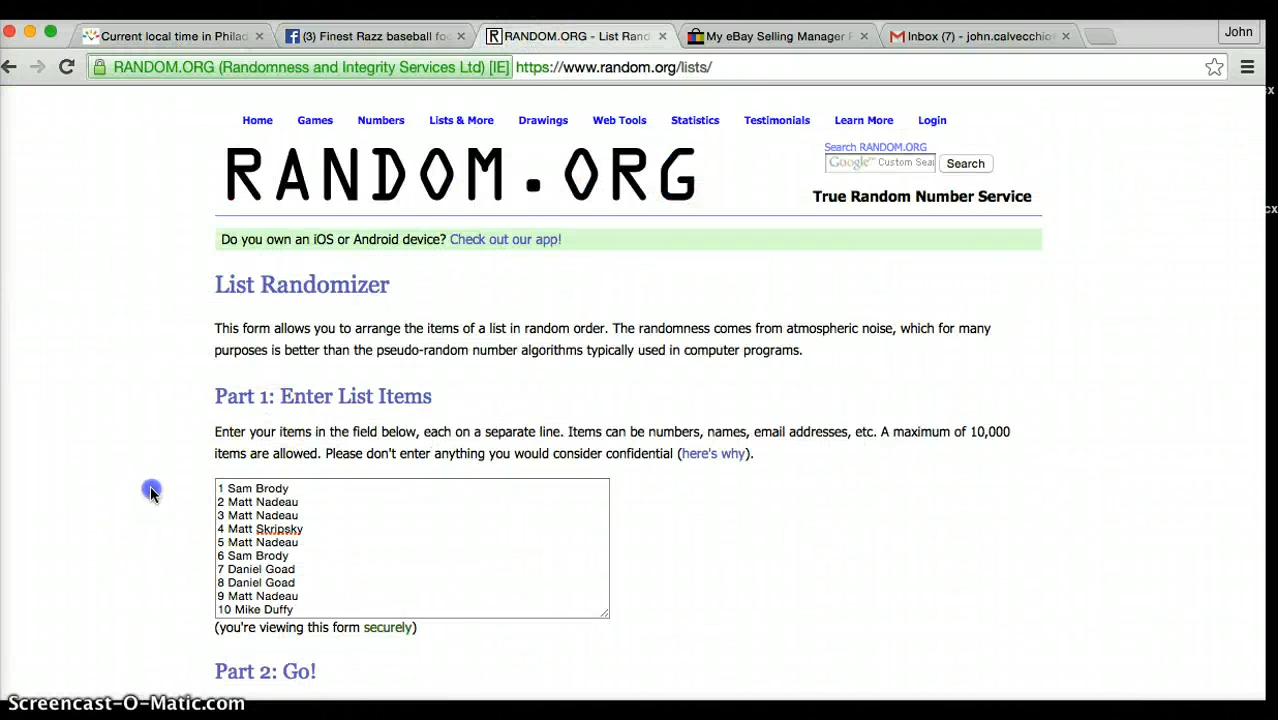 Current local time in Philad
(3) Finest Razz baseball foo
RANDOM.ORG - List Rand
My eBay Selling Manager P
Inbox (7) - john.calvecchio
John
RANDOM.ORG (Randomness and Integrity Services Ltd) [IE] https://www.random.org/lists/
Home Games Numbers Lists & More Drawings Web Tools Statistics Testimonials Learn More Login
Search RANDOM.ORG
Google™ Custom Sear Search
RANDOM.ORG
True Random Number Service
Do you own an iOS or Android device? Check out our app!
List Randomizer
This form allows you to arrange the items of a list in random order. The randomness comes from atmospheric noise, which for many
purposes is better than the pseudo-random number algorithms typically used in computer programs.
Part 1: Enter List Items
Enter your items in the field below, each on a separate line. Items can be numbers, names, email addresses, etc. A maximum of 10,000
items are allowed. Please don't enter anything you would consider confidential (here's why).
1 Sam Brody
2 Matt Nadeau
3 Matt Nadeau
4 Matt Skripsky
5 Matt Nadeau
6 Sam Brody
7 Daniel Goad
8 Daniel Goad
9 Matt Nadeau
10 Mike Duffy
(you're viewing this form securely)
Part 2: Go!
Screencast-O-Matic.com